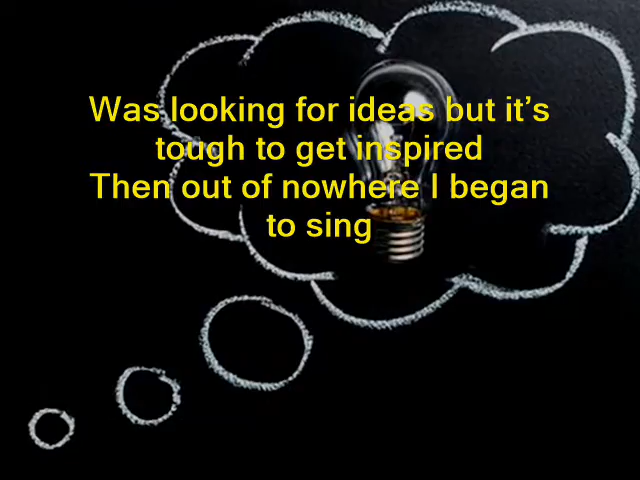 Was looking for ideas but it’s
tough to get inspired
Then out of nowhere I began
to sing